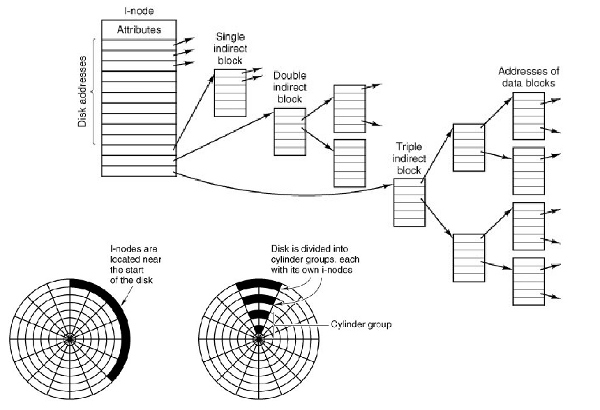 I-node
Attributes
Disk addresses
Single
indirect
block
Double
indirect
block
Triple
indirect
block
Addresses of
data blocks
I-nodes are
located near
the start
of the disk
Disk is divided into
cylinder groups, each
with its own i-nodes
Cylinder group